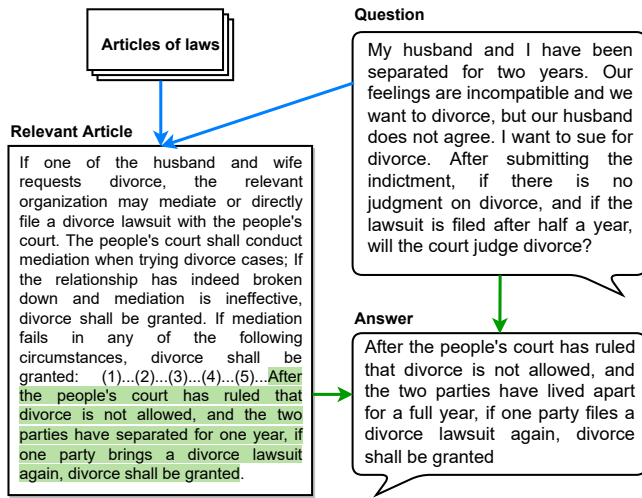 Articles of laws
Question
My husband and I have been
separated for two years. Our
feelings are incompatible and we
want to divorce, but our husband
does not agree. I want to sue for
divorce. After submitting the
indictment, if there is no
judgment on divorce, and if the
lawsuit is filed after half a year,
will the court judge divorce?
Relevant Article
If one of the husband and wife
requests divorce, the relevant
organization may mediate or directly
file a divorce lawsuit with the people's
court. The people's court shall conduct
mediation when trying divorce cases; If
the relationship has indeed broken
down and mediation is ineffective,
divorce shall be granted. If mediation
fails in any of the following
circumstances, divorce shall be
granted: (1)...(2)...(3)...(4)...(5)...After
the people's court has ruled that
divorce is not allowed, and the two
parties have separated for one year, if
one party brings a divorce lawsuit
again, divorce shall be granted.
Answer
After the people's court has ruled
that divorce is not allowed, and
the two parties have lived apart
for a full year, if one party files a
divorce lawsuit again, divorce
shall be granted